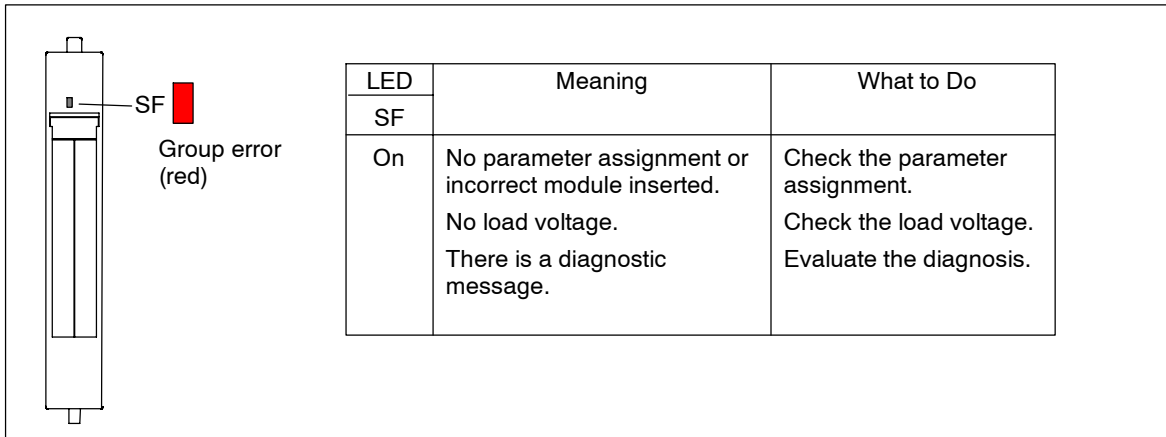 SF
Group error
(red)
LED
Meaning
What to Do
SF
On
No parameter assignment or
incorrect module inserted.
Check the parameter
assignment.
No load voltage.
Check the load voltage.
There is a diagnostic
message.
Evaluate the diagnosis.